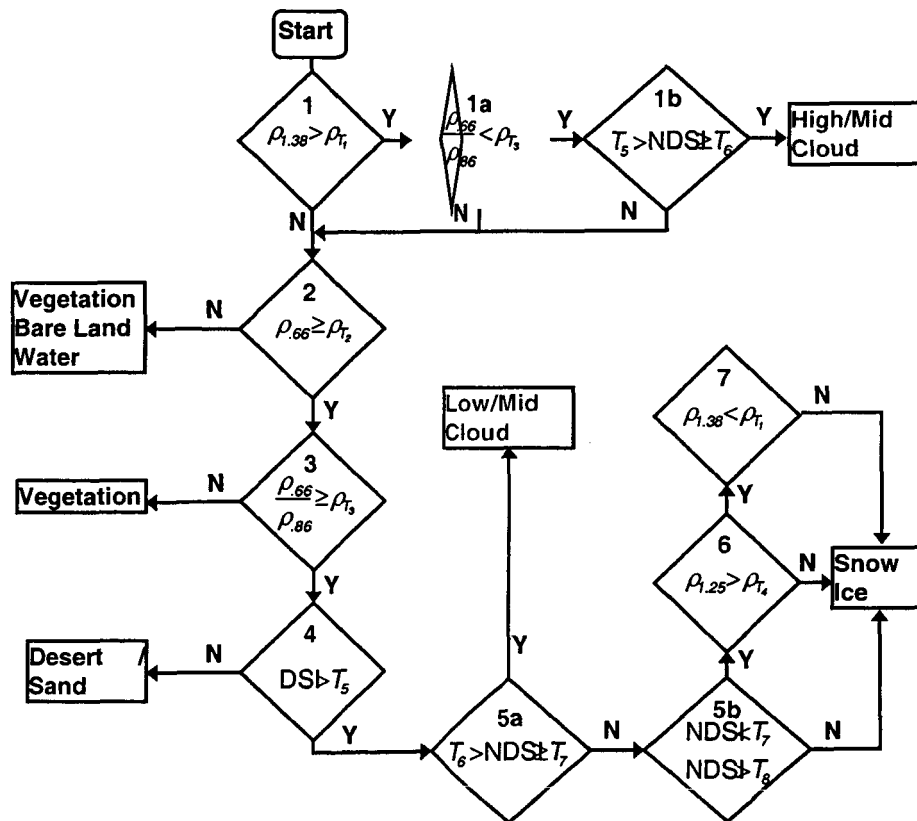 Start
1
ρ1.38>ρT1
Y
1a
ρ.66
ρ86
<ρT3
Y
1b
T5>NDSI≥T6
Y
High/Mid
Cloud
N
N
N
2
ρ.66≥ρT2
N
Vegetation
Bare Land
Water
Y
3
ρ.66
ρ.86
≥ρT3
N
Vegetation
Y
4
DSI>T5
N
Desert /
Sand
Y
5a
T6>NDSI≥T7
Y
Low/Mid
Cloud
N
5b
NDSI<T7
NDSI>T8
N
Y
6
ρ1.25>ρT4
N
Snow
Ice
Y
7
ρ1.38<ρT1
N